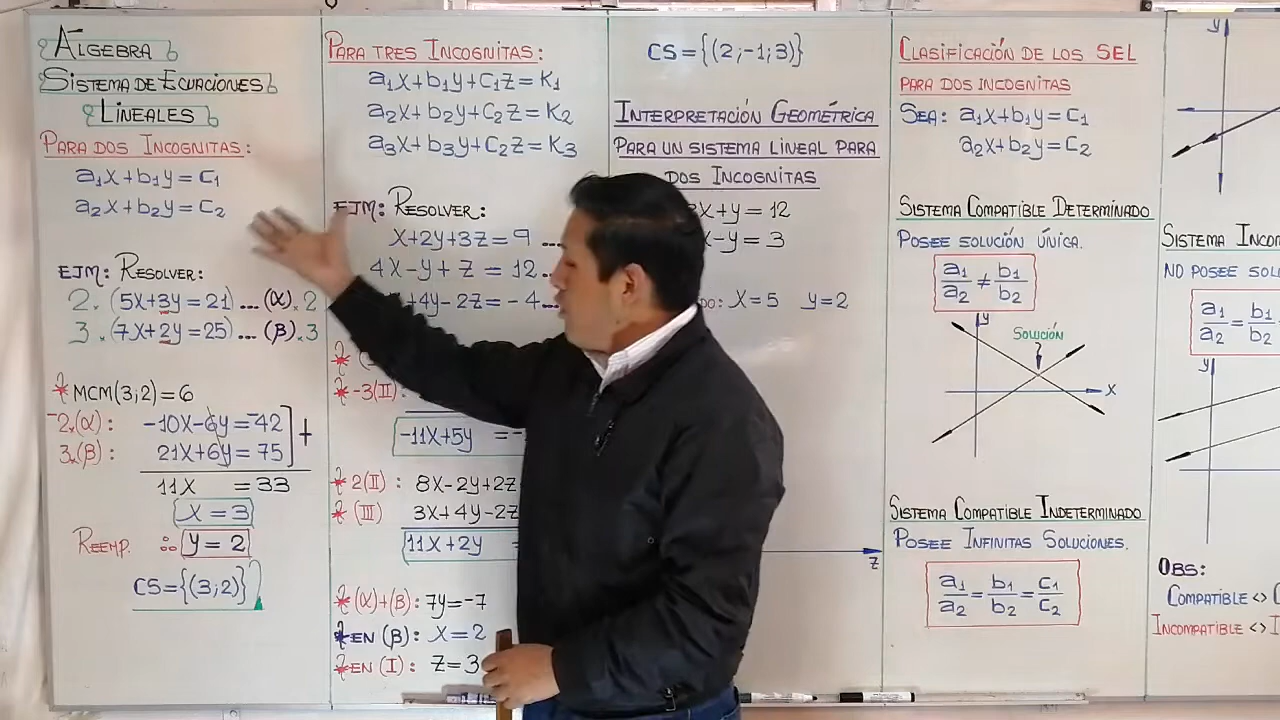 ÁLGEBRA
SISTEMA DE ECUACIONES
LINEALES
PARA DOS INCOGNITAS:
a₁x+b₁y=c₁
a₂x+b₂y=c₂
EJM: RESOLVER:
2.(5x+3y=21)...(α).2
3.(7x+2y=25)...(β).3
* MCM(3;2)=6
-2.(α): -10x-6y=-42
3.(β): 21x+6y=75
+
11x =33
x=3
REEMP. ∴ y=2
CS={(3;2)}
PARA TRES INCOGNITAS:
a₁x+b₁y+c₁z=K₁
a₂x+b₂y+c₂z=K₂
a₃x+b₃y+c₂z=K₃
EJM: RESOLVER:
x+2y+3z=9...
4x-y+z=12..
+4y-2z=-4...
*
*-3(II):
-11x+5y =-
*2(II): 8x-2y+2z
*(III) 3x+4y-2z
11x+2y =
*(α)+(β): 7y=-7
*EN (β): x=2
*EN (I): z=3
CS={(2;-1;3)}
INTERPRETACIÓN GEOMÉTRICA
PARA UN SISTEMA LINEAL PARA
DOS INCOGNITAS
x+y=12
x-y=3
DO: x=5 y=2
z
CLASIFICACIÓN DE LOS SEL
PARA DOS INCOGNITAS
SEA: a₁x+b₁y=c₁
a₂x+b₂y=c₂
SISTEMA COMPATIBLE DETERMÍNADO
POSEE SOLUCIÓN ÚNICA.
a₁/a₂ ≠ b₁/b₂
y
SOLUCIÓN
x
SISTEMA COMPATIBLE INDETERMINADO
POSEE INFINITAS SOLUCIONES.
a₁/a₂ = b₁/b₂ = c₁/c₂
y
SISTEMA INCOM
NO POSEE SOL
a₁/a₂ = b₁/b₂
y
OBS:
COMPATIBLE <>
INCOMPATIBLE <> I